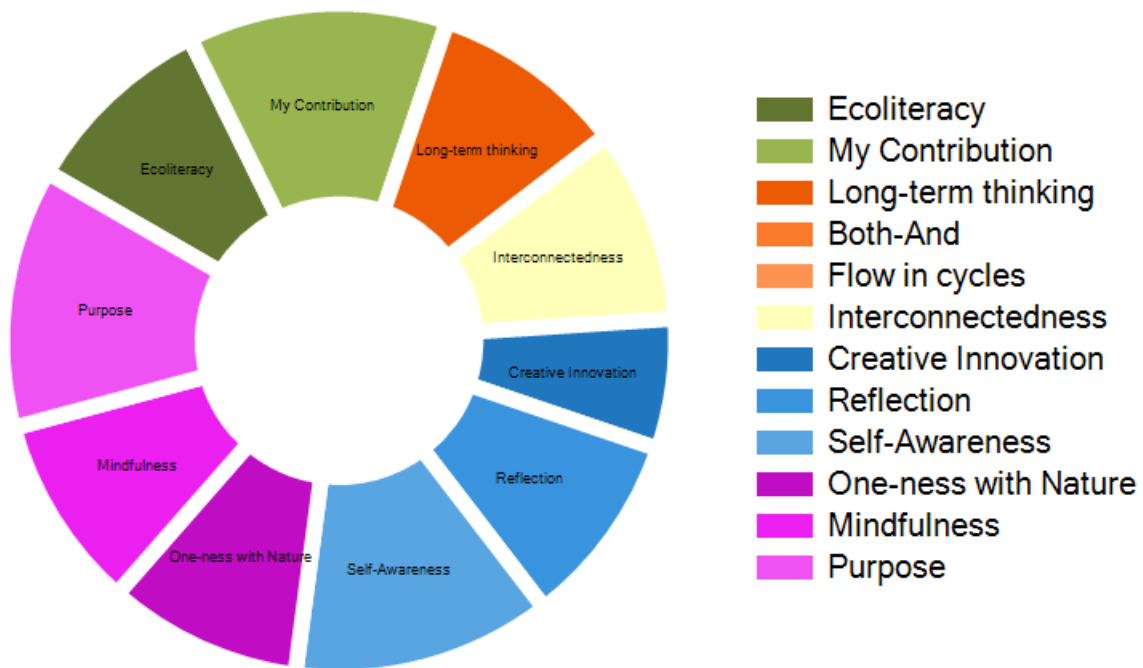 My Contribution
Long-term thinking
Ecoliteracy
Interconnectedness
Purpose
Creative Innovation
Mindfulness
Reflection
One-ness with Nature
Self-Awareness
Ecoliteracy
My Contribution
Long-term thinking
Both-And
Flow in cycles
Interconnectedness
Creative Innovation
Reflection
Self-Awareness
One-ness with Nature
Mindfulness
Purpose